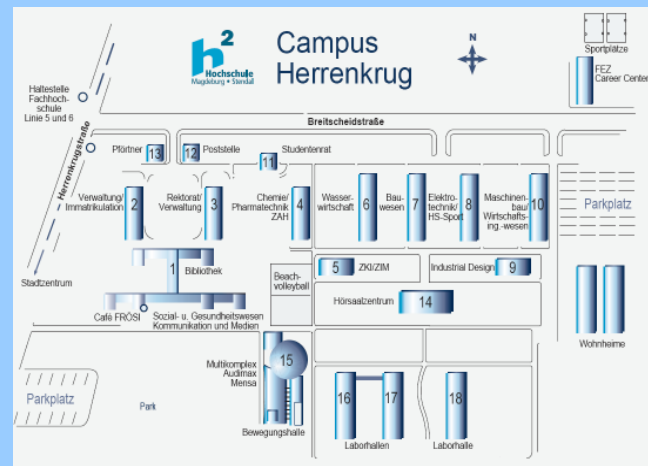 h2
Hochschule
Magdeburg • Stendal
Campus
Herrenkrug
N
Sportplätze
FEZ
Career Center
Haltestelle
Fachhoch-
schule
Linie 5 und 6
Herrenkrugstraße
Breitscheidstraße
Pförtner
13
12
Poststelle
Studentenrat
11
Verwaltung/
Immatrikulation
2
Rektorat/
Verwaltung
3
Chemie/
Pharmatechnik
ZAH
4
Wasser-
wirtschaft
6
Bau-
wesen
7
Elektro-
technik/
HS-Sport
8
Maschinen-
bau/
Wirtschafts-
ing.-wesen
10
Parkplatz
1
Bibliothek
Stadtzentrum
Café FRÖSI
Sozial- u. Gesundheitswesen
Kommunikation und Medien
Beach-
volleyball
5
ZKI/ZIM
Industrial Design
9
Hörsaalzentrum
14
Wohnheime
Multikomplex
Audimax
Mensa
15
Bewegungshalle
Parkplatz
Park
16
17
18
Laborhallen
Laborhalle